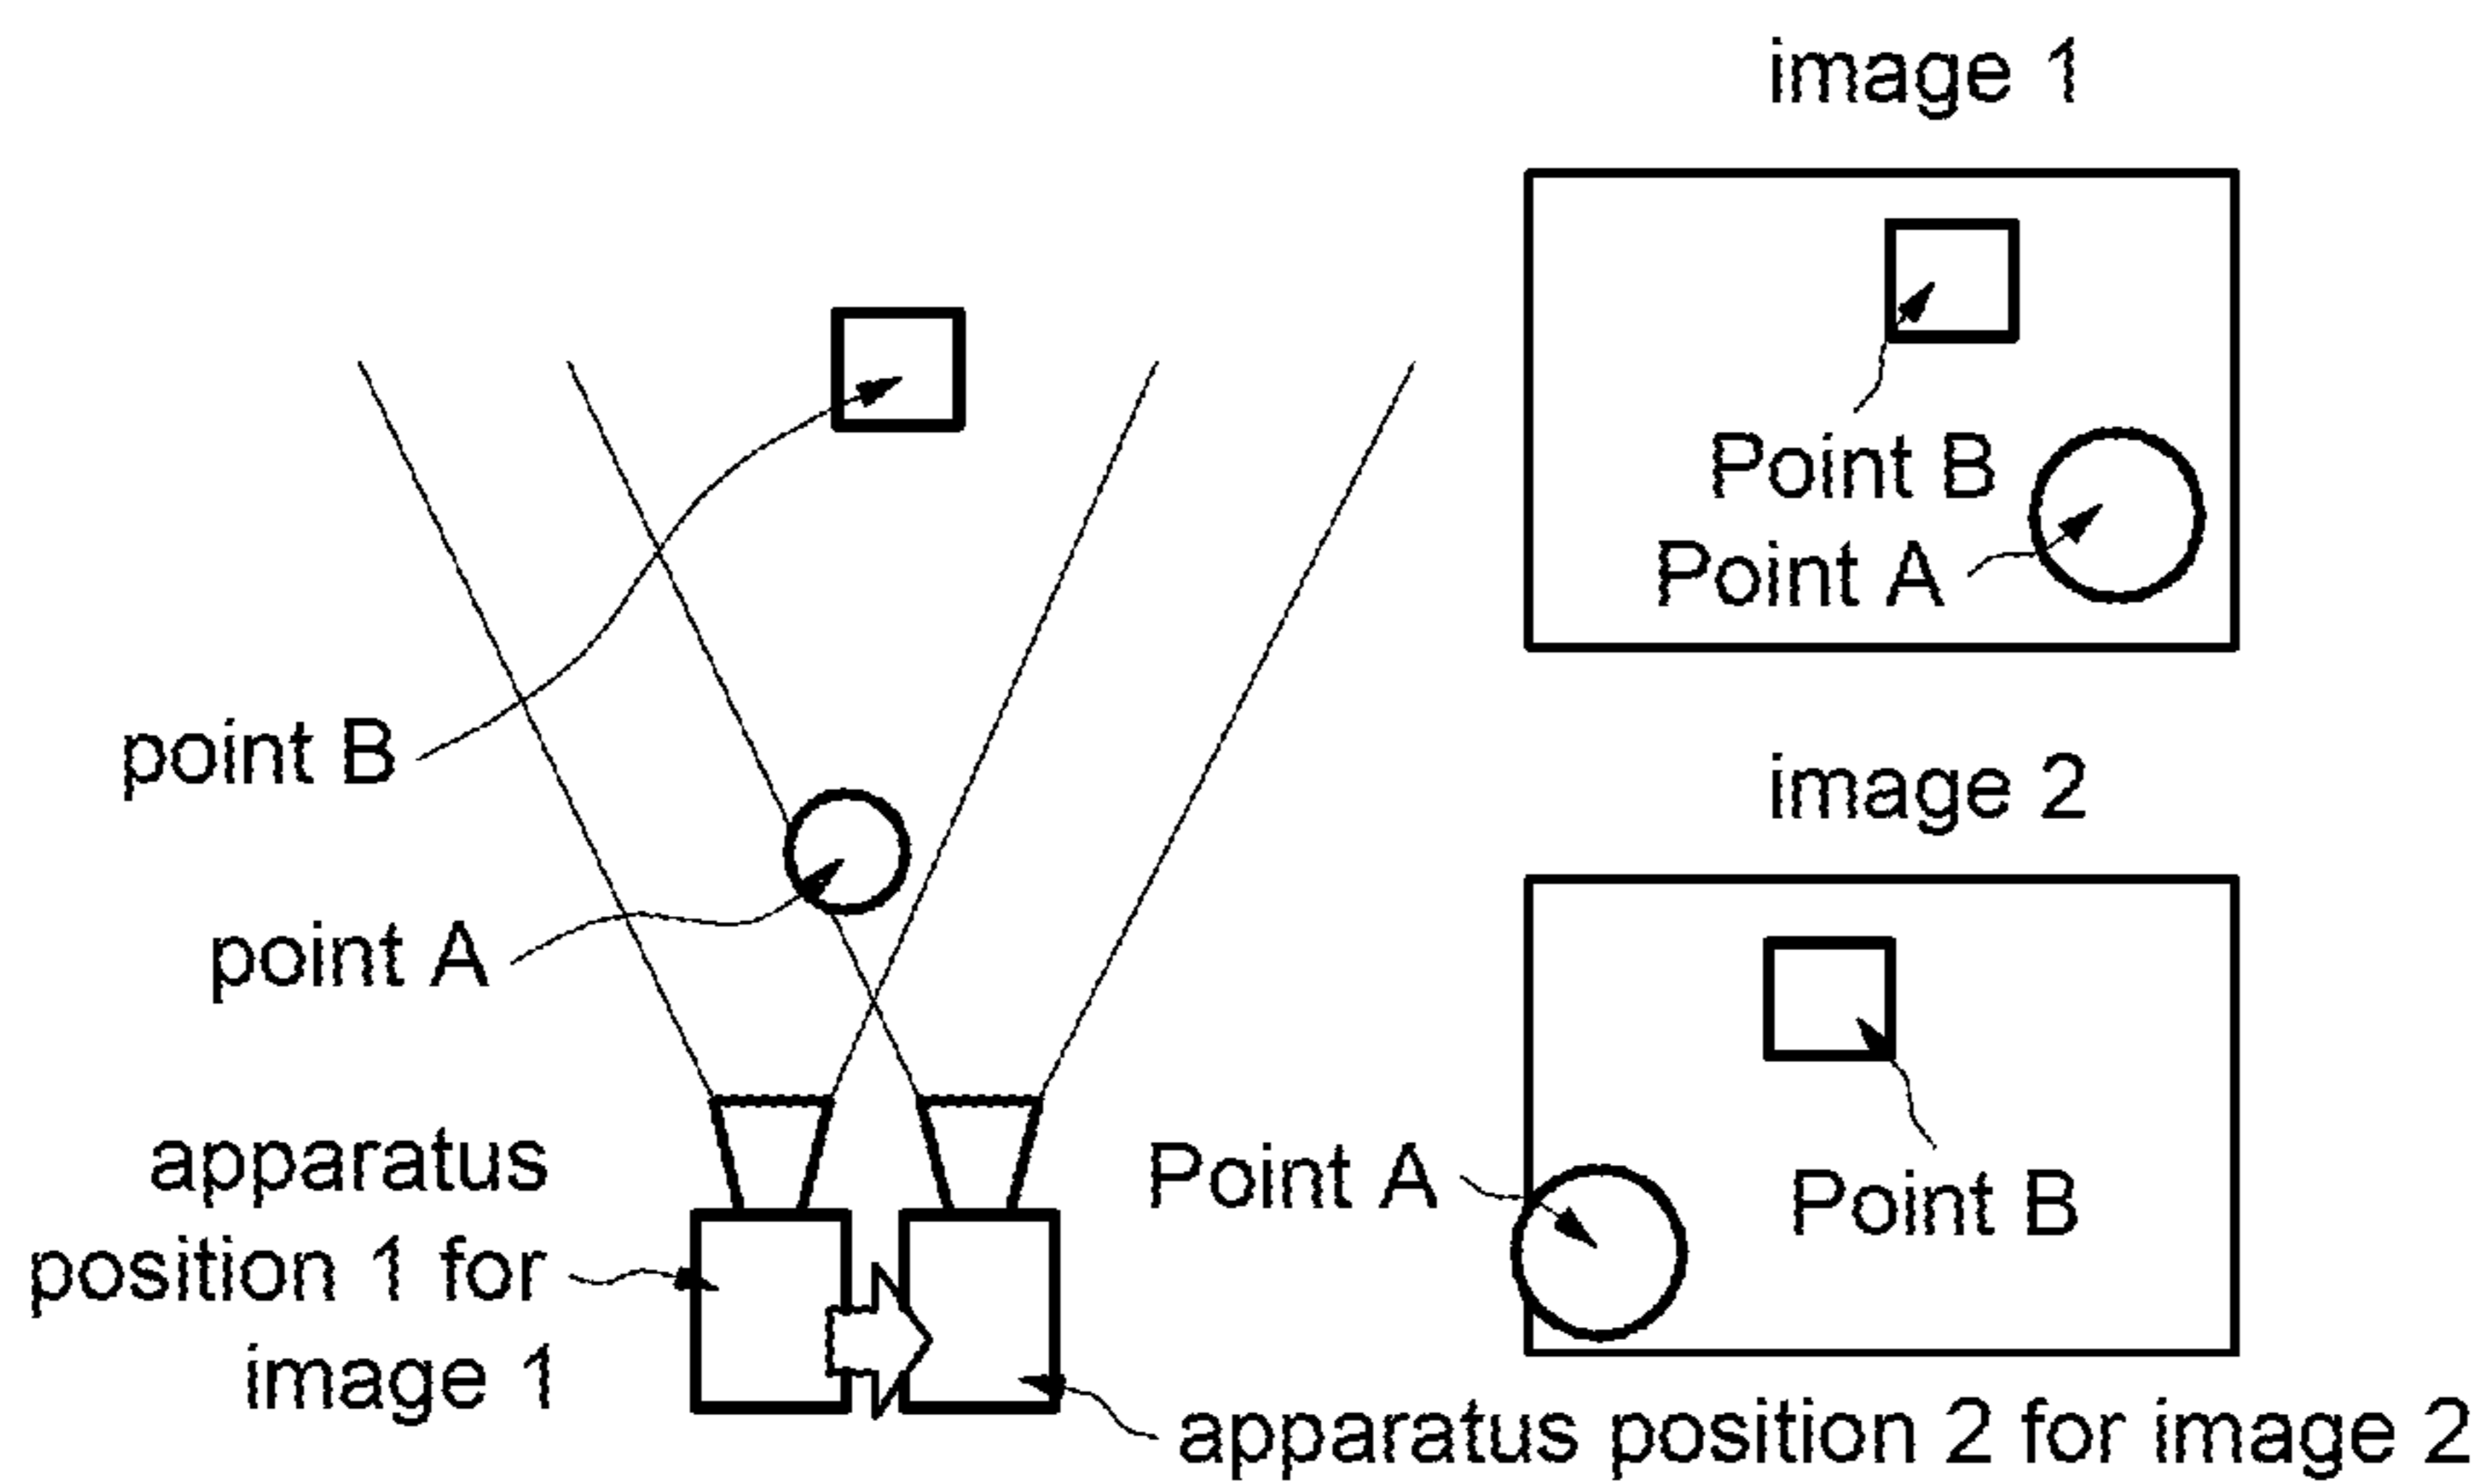 image 1
Point B
Point A
point B
point A
image 2
Point A
Point B
apparatus
position 1 for
image 1
apparatus position 2 for image 2